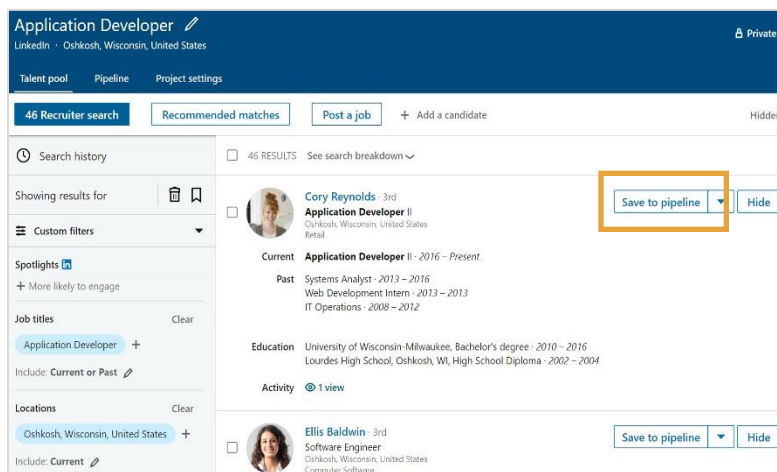 Application Developer
LinkedIn · Oshkosh, Wisconsin, United States
Private
Talent pool Pipeline Project settings
46 Recruiter search Recommended matches Post a job + Add a candidate Hidden
Search history
46 RESULTS See search breakdown
Showing results for
Custom filters
Spotlights in
+ More likely to engage
Job titles Clear
Application Developer +
Include: Current or Past
Locations Clear
Oshkosh, Wisconsin, United States +
Include: Current
Cory Reynolds · 3rd
Application Developer II
Oshkosh, Wisconsin, United States
Retail
Save to pipeline Hide
Current Application Developer II · 2016 – Present
Past Systems Analyst · 2013 – 2016
Web Development Intern · 2013 – 2013
IT Operations · 2008 – 2012
Education University of Wisconsin-Milwaukee, Bachelor's degree · 2010 – 2016
Lourdes High School, Oshkosh, WI, High School Diploma · 2002 – 2004
Activity 1 view
Ellis Baldwin · 3rd
Software Engineer
Oshkosh, Wisconsin, United States
Computer Software
Save to pipeline Hide